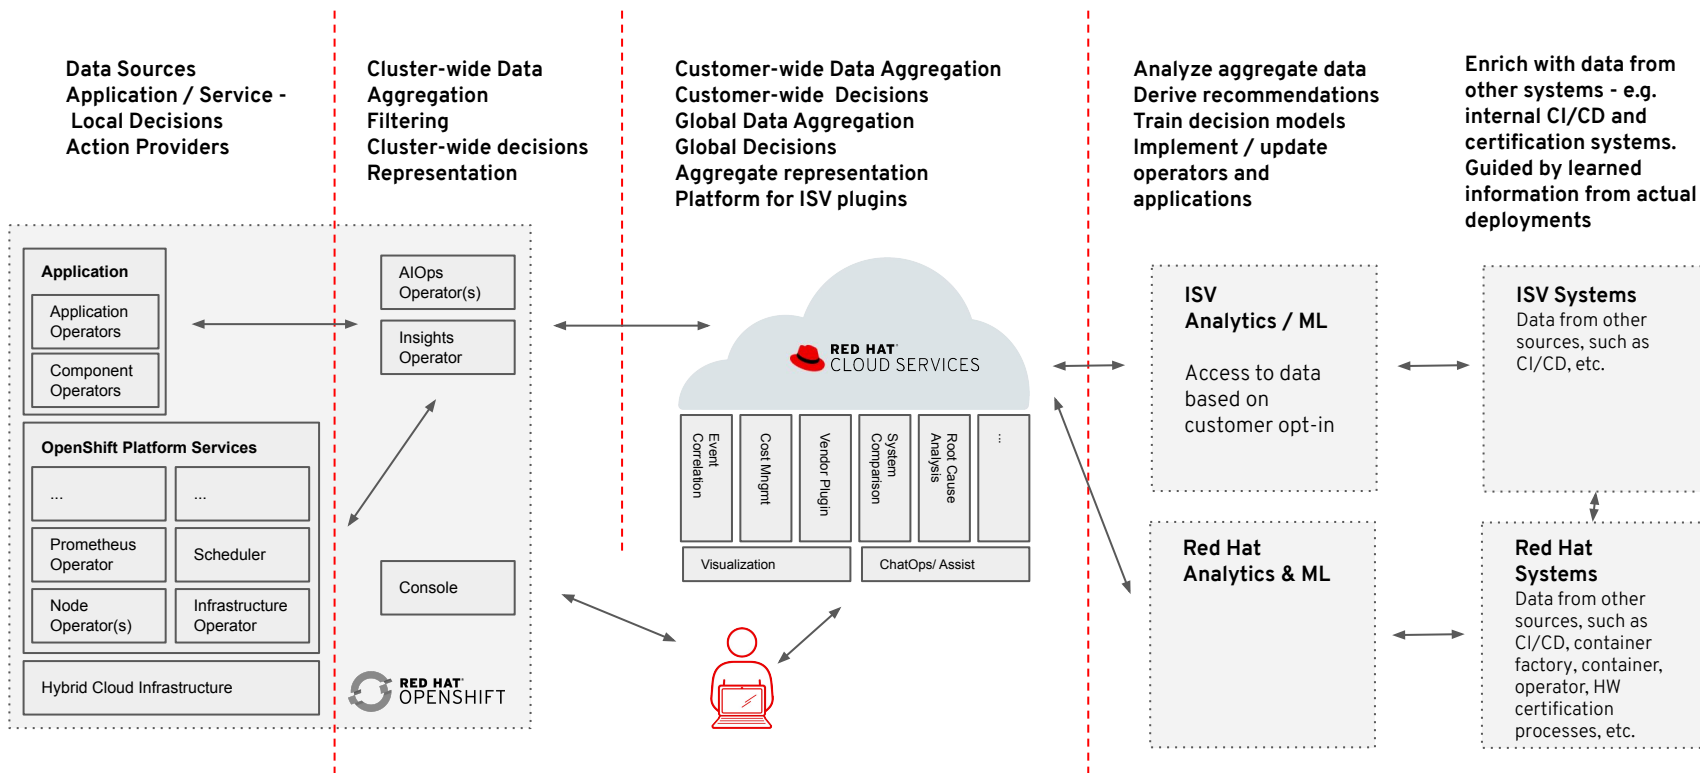 Data Sources
Application / Service -
Local Decisions
Action Providers
Cluster-wide Data
Aggregation
Filtering
Cluster-wide decisions
Representation
Customer-wide Data Aggregation
Customer-wide Decisions
Global Data Aggregation
Global Decisions
Aggregate representation
Platform for ISV plugins
Analyze aggregate data
Derive recommendations
Train decision models
Implement / update
operators and
applications
Enrich with data from
other systems - e.g.
internal CI/CD and
certification systems.
Guided by learned
information from actual
deployments
Application
Application
Operators
Component
Operators
OpenShift Platform Services
...
...
Prometheus
Operator
Scheduler
Node
Operator(s)
Infrastructure
Operator
Hybrid Cloud Infrastructure
AIOps
Operator(s)
Insights
Operator
Console
RED HAT®
OPENSHIFT
RED HAT®
CLOUD SERVICES
Event
Correlation
Cost Mngmt
Vendor Plugin
System
Comparison
Root Cause
Analysis
...
Visualization
ChatOps/ Assist
ISV
Analytics / ML
Access to data
based on
customer opt-in
ISV Systems
Data from other
sources, such as
CI/CD, etc.
Red Hat
Analytics & ML
Red Hat
Systems
Data from other
sources, such as
CI/CD, container
factory, container,
operator, HW
certification
processes, etc.